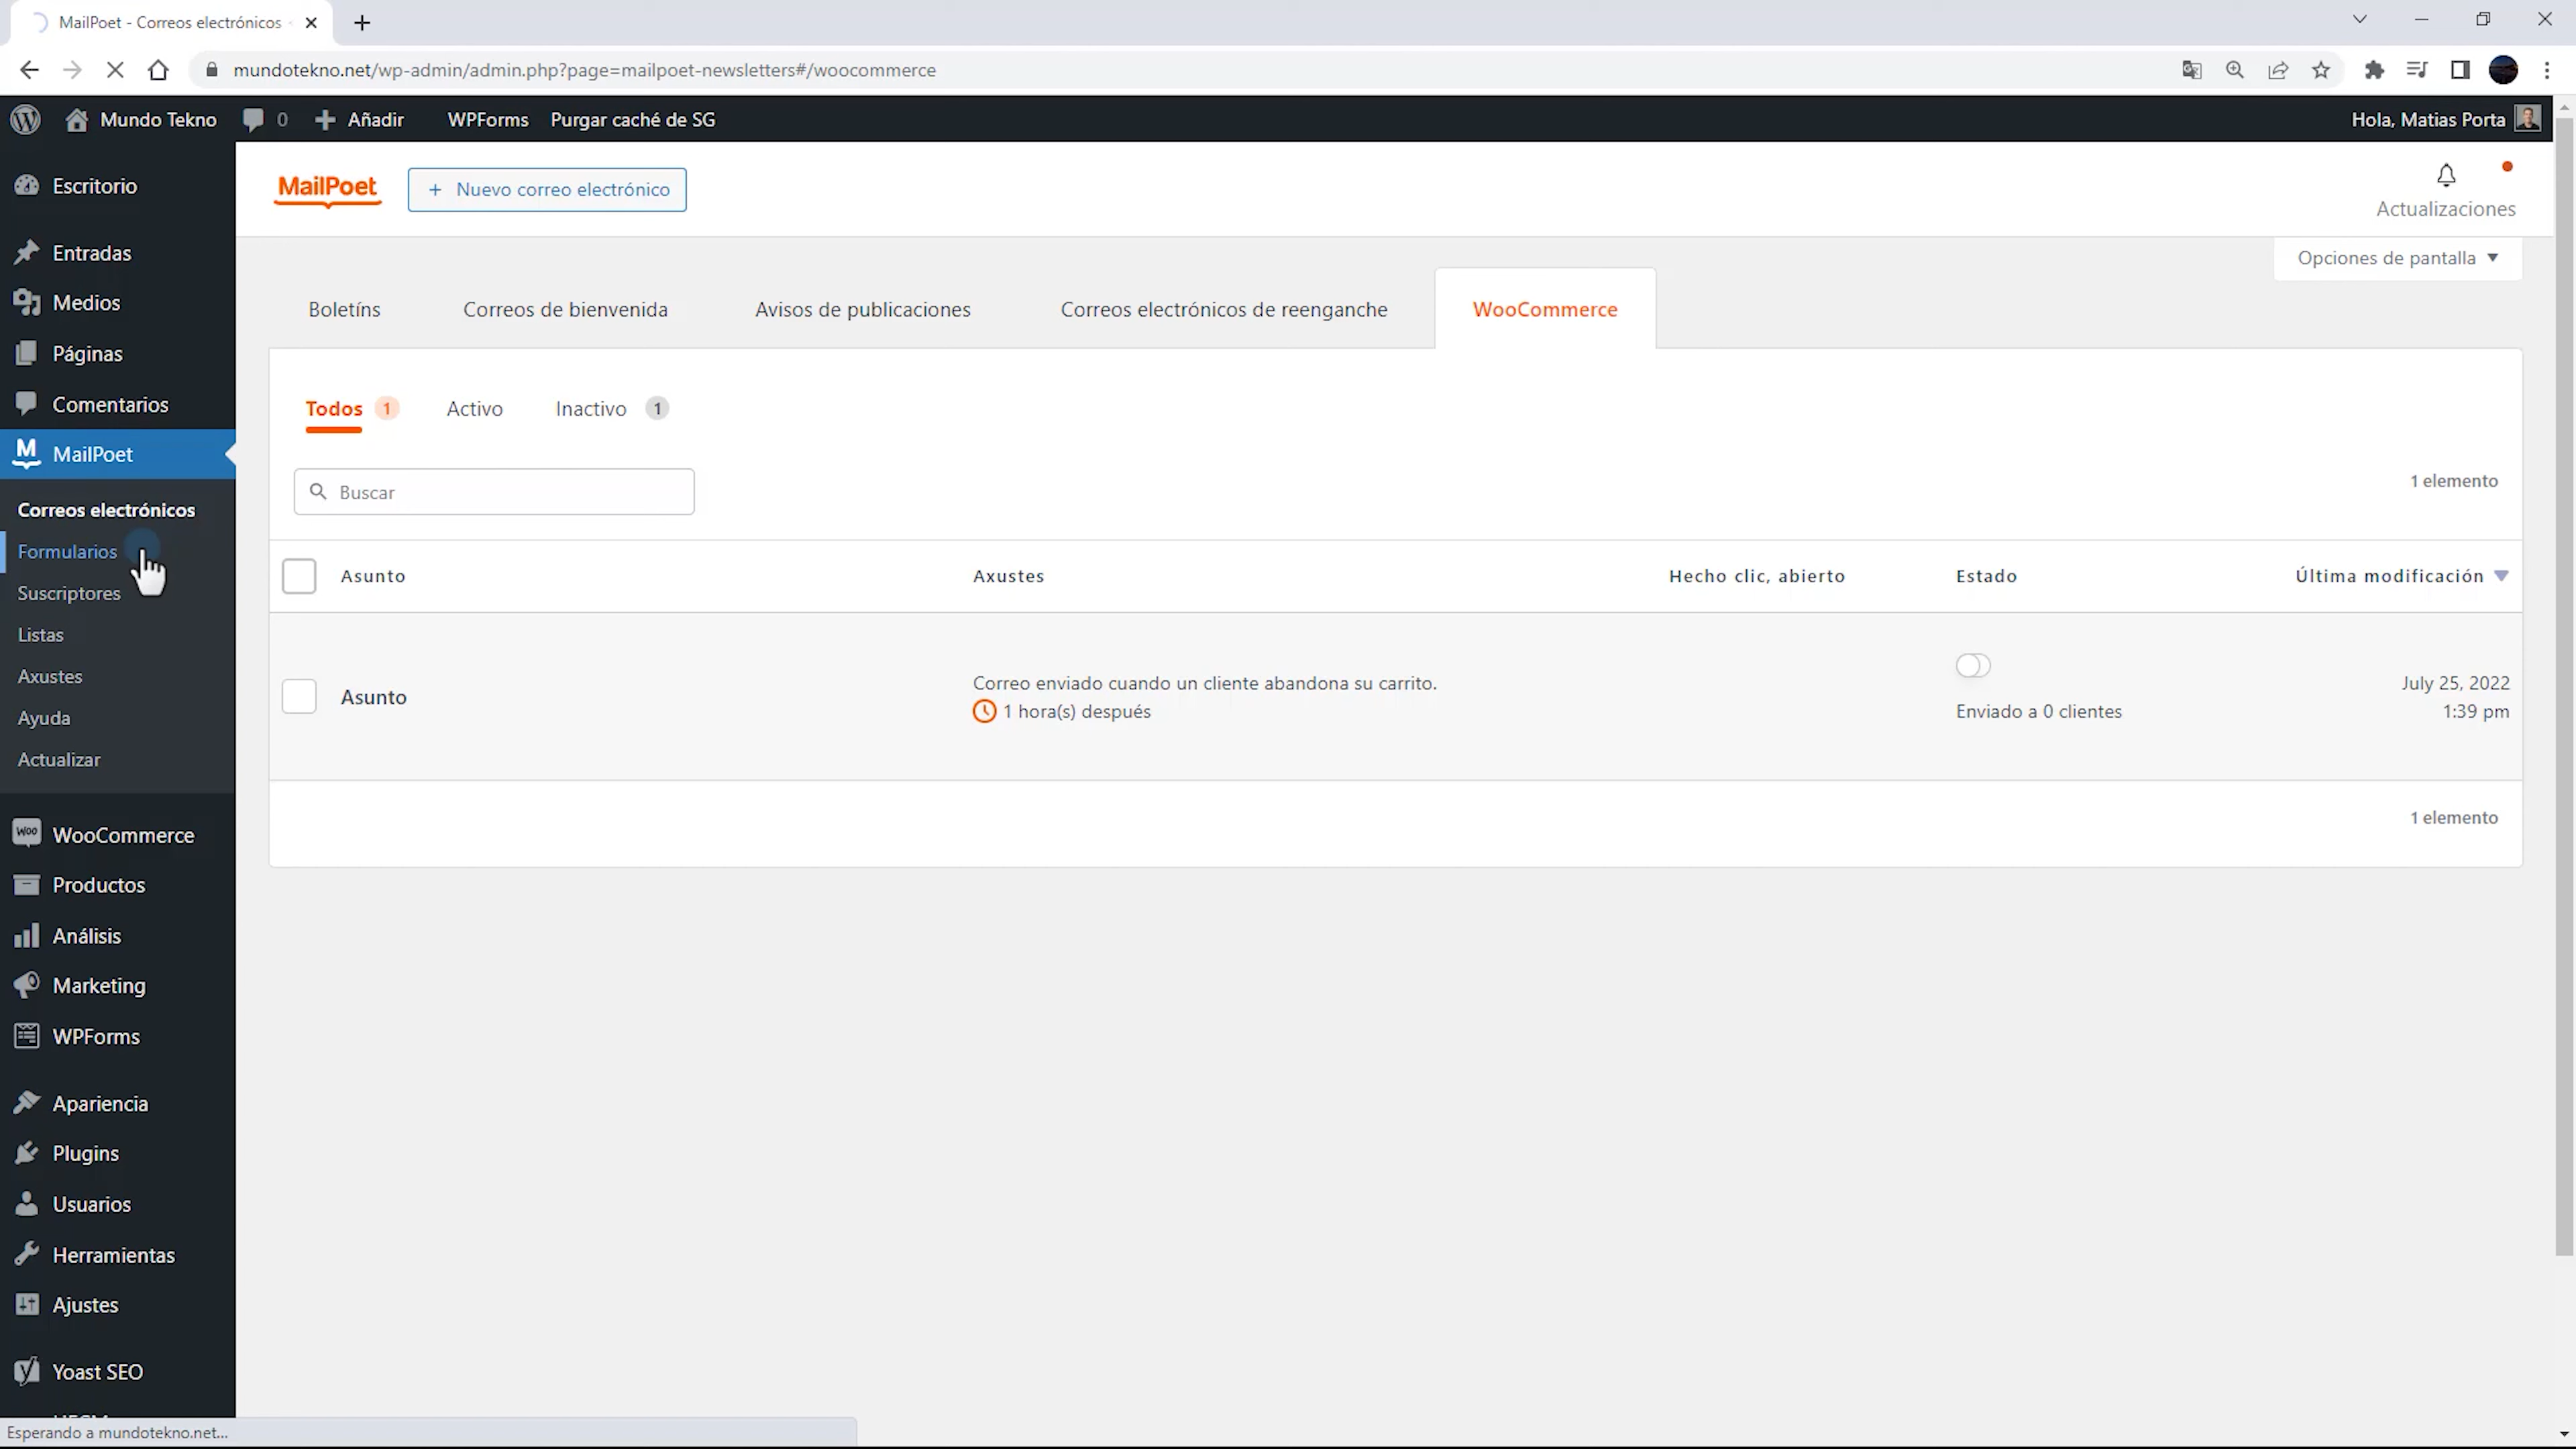 MailPoet - Correos electrónicos
mundotekno.net/wp-admin/admin.php?page=mailpoet-newsletters#/woocommerce
Mundo Tekno
0
Añadir
WPForms
Purgar caché de SG
Hola, Matias Porta
Escritorio
Entradas
Medios
Páginas
Comentarios
MailPoet
Correos electrónicos
Formularios
Suscriptores
Listas
Axustes
Ayuda
Actualizar
WooCommerce
Productos
Análisis
Marketing
WPForms
Apariencia
Plugins
Usuarios
Herramientas
Ajustes
Yoast SEO
MailPoet
+ Nuevo correo electrónico
Actualizaciones
Opciones de pantalla
Boletíns
Correos de bienvenida
Avisos de publicaciones
Correos electrónicos de reenganche
WooCommerce
Todos 1
Activo
Inactivo 1
Buscar
1 elemento
Asunto
Axustes
Hecho clic, abierto
Estado
Última modificación
Asunto
Correo enviado cuando un cliente abandona su carrito.
1 hora(s) después
Enviado a 0 clientes
July 25, 2022
1:39 pm
1 elemento
Esperando a mundotekno.net...